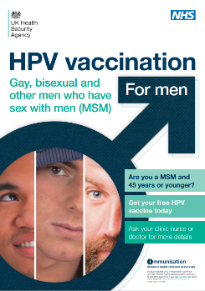 UK Health
Security
Agency
NHS
HPV vaccination
Gay, bisexual and
other men who have
sex with men (MSM)
For men
Are you a MSM and
45 years or younger?
Get your free HPV
vaccine today
Ask your clinic nurse or
doctor for more details
immunisation